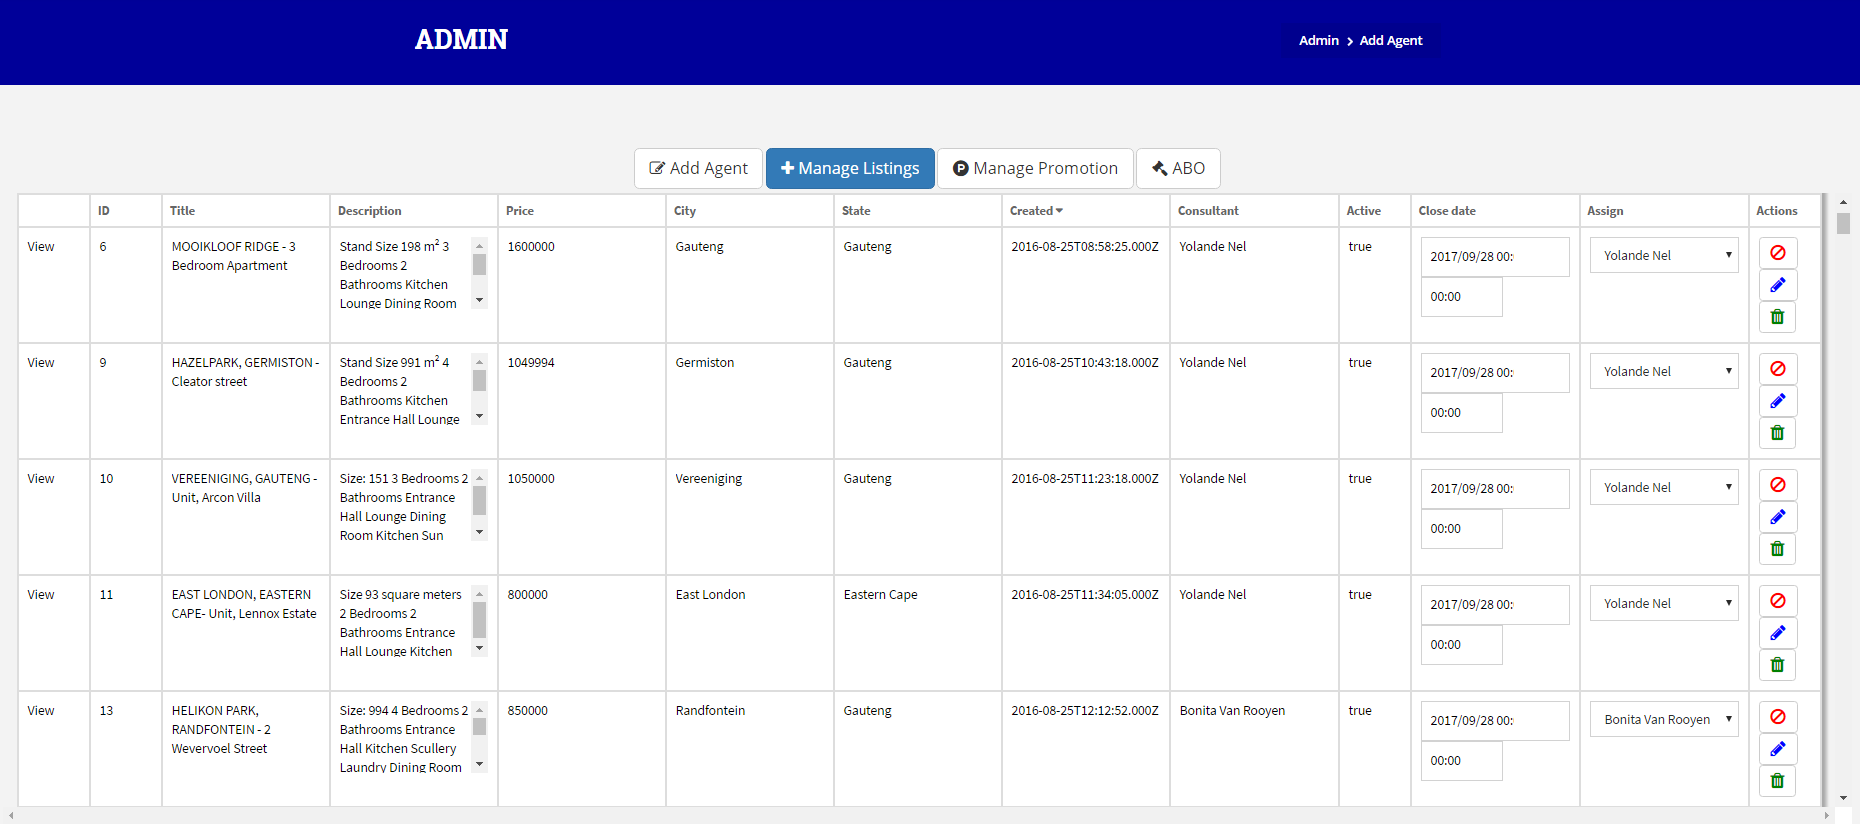 ADMIN
Admin > Add Agent
Add Agent
Manage Listings
Manage Promotion
ABO
ID Title Description Price City State Created Consultant Active Close date Assign Actions
View 6 MOOIKLOOF RIDGE - 3 Stand Size 198 m² 3 1600000 Gauteng Gauteng 2016-08-25T08:58:25.000Z Yolande Nel true 2017/09/28 00: Yolande Nel
Bedroom Apartment Bedrooms 2
Bathrooms Kitchen
Lounge Dining Room 00:00
View 9 HAZELPARK, GERMISTON - Stand Size 991 m² 4 1049994 Germiston Gauteng 2016-08-25T10:43:18.000Z Yolande Nel true 2017/09/28 00: Yolande Nel
Cleator street Bedrooms 2
Bathrooms Kitchen
Entrance Hall Lounge 00:00
View 10 VEREENIGING, GAUTENG - Size: 151 3 Bedrooms 2 1050000 Vereeniging Gauteng 2016-08-25T11:23:18.000Z Yolande Nel true 2017/09/28 00: Yolande Nel
Unit, Arcon Villa Bathrooms Entrance
Hall Lounge Dining
Room Kitchen Sun 00:00
View 11 EAST LONDON, EASTERN Size 93 square meters 800000 East London Eastern Cape 2016-08-25T11:34:05.000Z Yolande Nel true 2017/09/28 00: Yolande Nel
CAPE- Unit, Lennox Estate 2 Bedrooms 2
Bathrooms Entrance
Hall Lounge Kitchen 00:00
View 13 HELIKON PARK, Size: 994 4 Bedrooms 2 850000 Randfontein Gauteng 2016-08-25T12:12:52.000Z Bonita Van Rooyen true 2017/09/28 00: Bonita Van Rooyen
RANDFONTEIN - 2 Bathrooms Entrance
Wevervoel Street Hall Kitchen Scullery
Laundry Dining Room 00:00